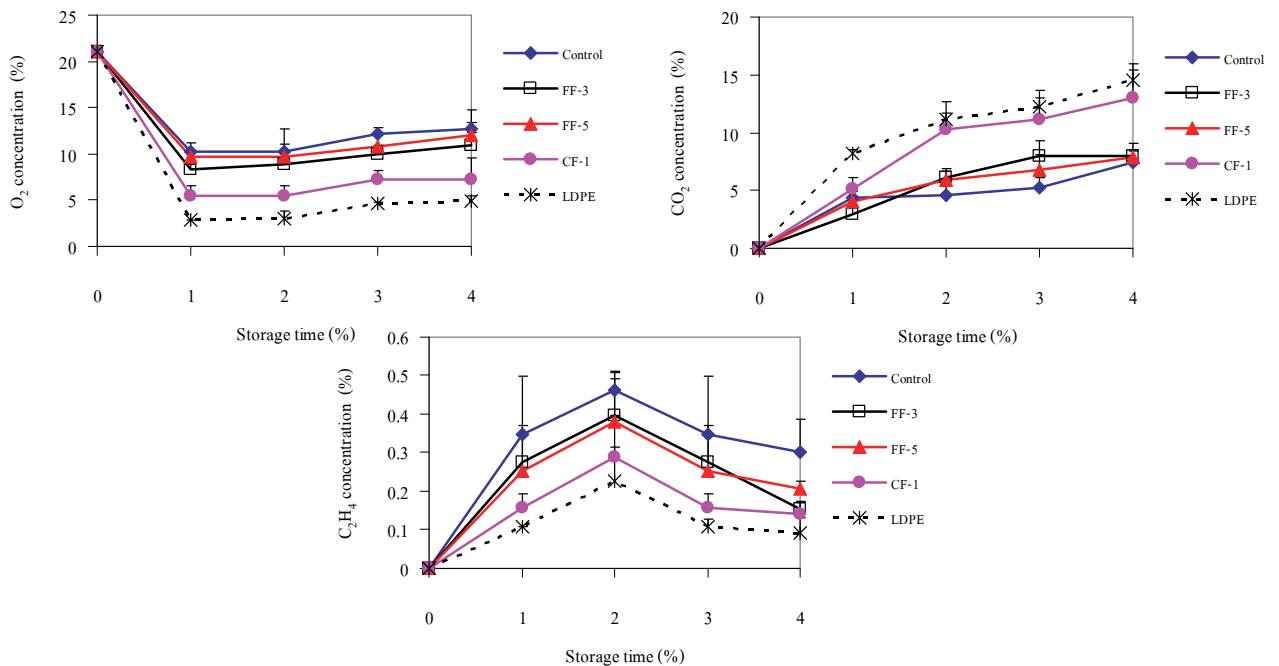 O₂ concentration (%)
25
20
15
10
5
0
0 1 2 3 4
Storage time (%)
Control
FF-3
FF-5
CF-1
LDPE
CO₂ concentration (%)
20
15
10
5
0
0 1 2 3 4
Storage time (%)
Control
FF-3
FF-5
CF-1
LDPE
C₂H₄ concentration (%)
0.6
0.5
0.4
0.3
0.2
0.1
0
0 1 2 3 4
Storage time (%)
Control
FF-3
FF-5
CF-1
LDPE